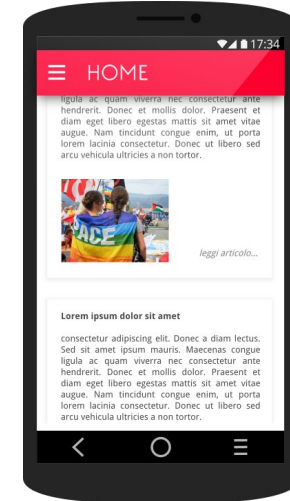 17:34
HOME
ligula ac quam viverra nec consectetur ante
hendrerit. Donec et mollis dolor. Praesent et
diam eget libero egestas mattis sit amet vitae
augue. Nam tincidunt congue enim, ut porta
lorem lacinia consectetur. Donec ut libero sed
arcu vehicula ultricies a non tortor.
PACE
leggi articolo...
Lorem ipsum dolor sit amet
consectetur adipiscing elit. Donec a diam lectus.
Sed sit amet ipsum mauris. Maecenas congue
ligula ac quam viverra nec consectetur ante
hendrerit. Donec et mollis dolor. Praesent et
diam eget libero egestas mattis sit amet vitae
augue. Nam tincidunt congue enim, ut porta
lorem lacinia consectetur. Donec ut libero sed
arcu vehicula ultricies a non tortor.